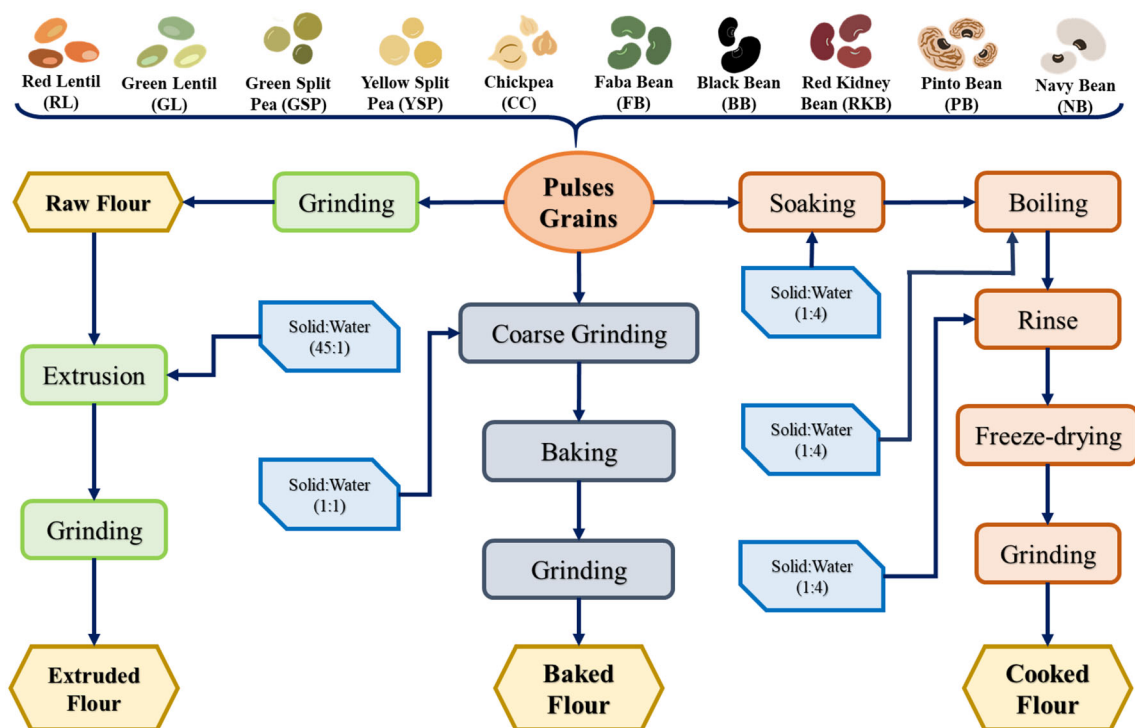 Red Lentil
(RL)
Green Lentil
(GL)
Green Split
Pea (GSP)
Yellow Split
Pea (YSP)
Chickpea
(CC)
Faba Bean
(FB)
Black Bean
(BB)
Red Kidney
Bean (RKB)
Pinto Bean
(PB)
Navy Bean
(NB)
Raw Flour
Grinding
Pulses
Grains
Soaking
Boiling
Solid:Water
(45:1)
Coarse Grinding
Solid:Water
(1:4)
Rinse
Extrusion
Solid:Water
(1:1)
Baking
Solid:Water
(1:4)
Freeze-drying
Grinding
Grinding
Solid:Water
(1:4)
Grinding
Extruded
Flour
Baked
Flour
Cooked
Flour